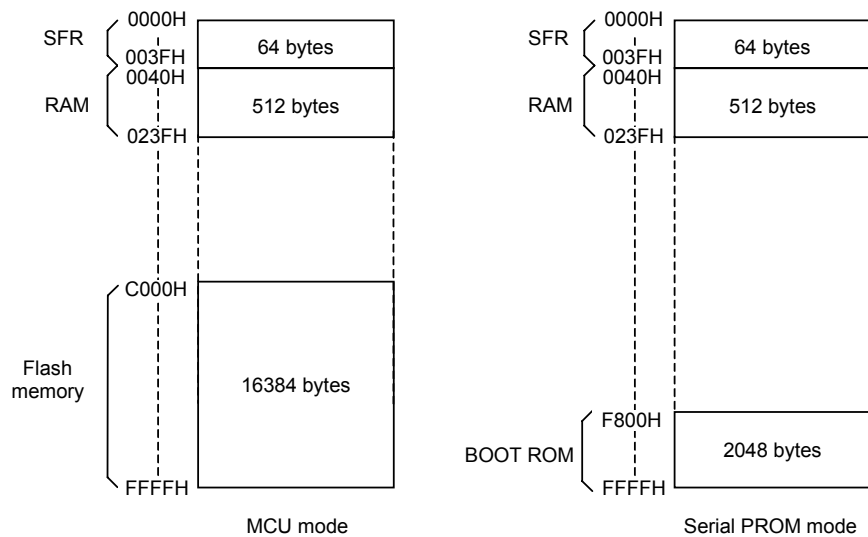 0000H
SFR
64 bytes
003FH
0040H
RAM
512 bytes
023FH
C000H
Flash
memory
16384 bytes
FFFFH
MCU mode
0000H
SFR
64 bytes
003FH
0040H
RAM
512 bytes
023FH
F800H
BOOT ROM
2048 bytes
FFFFH
Serial PROM mode